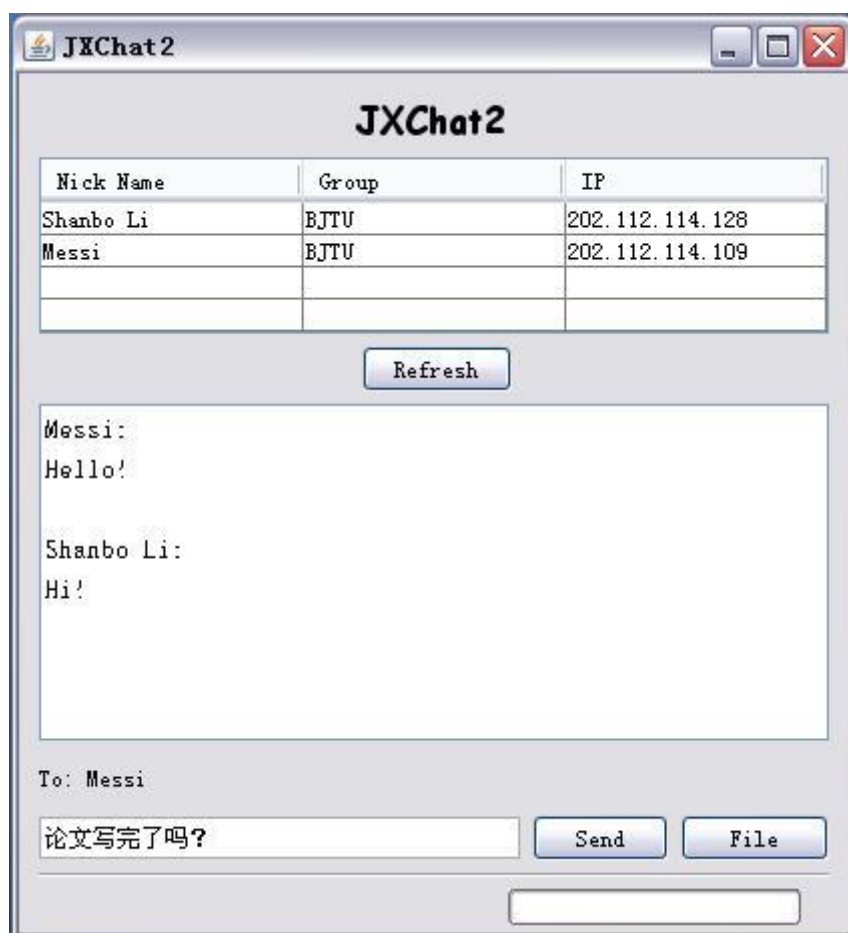 JXChat2
JXChat2
Nick Name Group IP
Shanbo Li BJTU 202.112.114.128
Messi BJTU 202.112.114.109
Refresh
Messi:
Hello!
Shanbo Li:
Hi!
To: Messi
论文写完了吗?
Send File